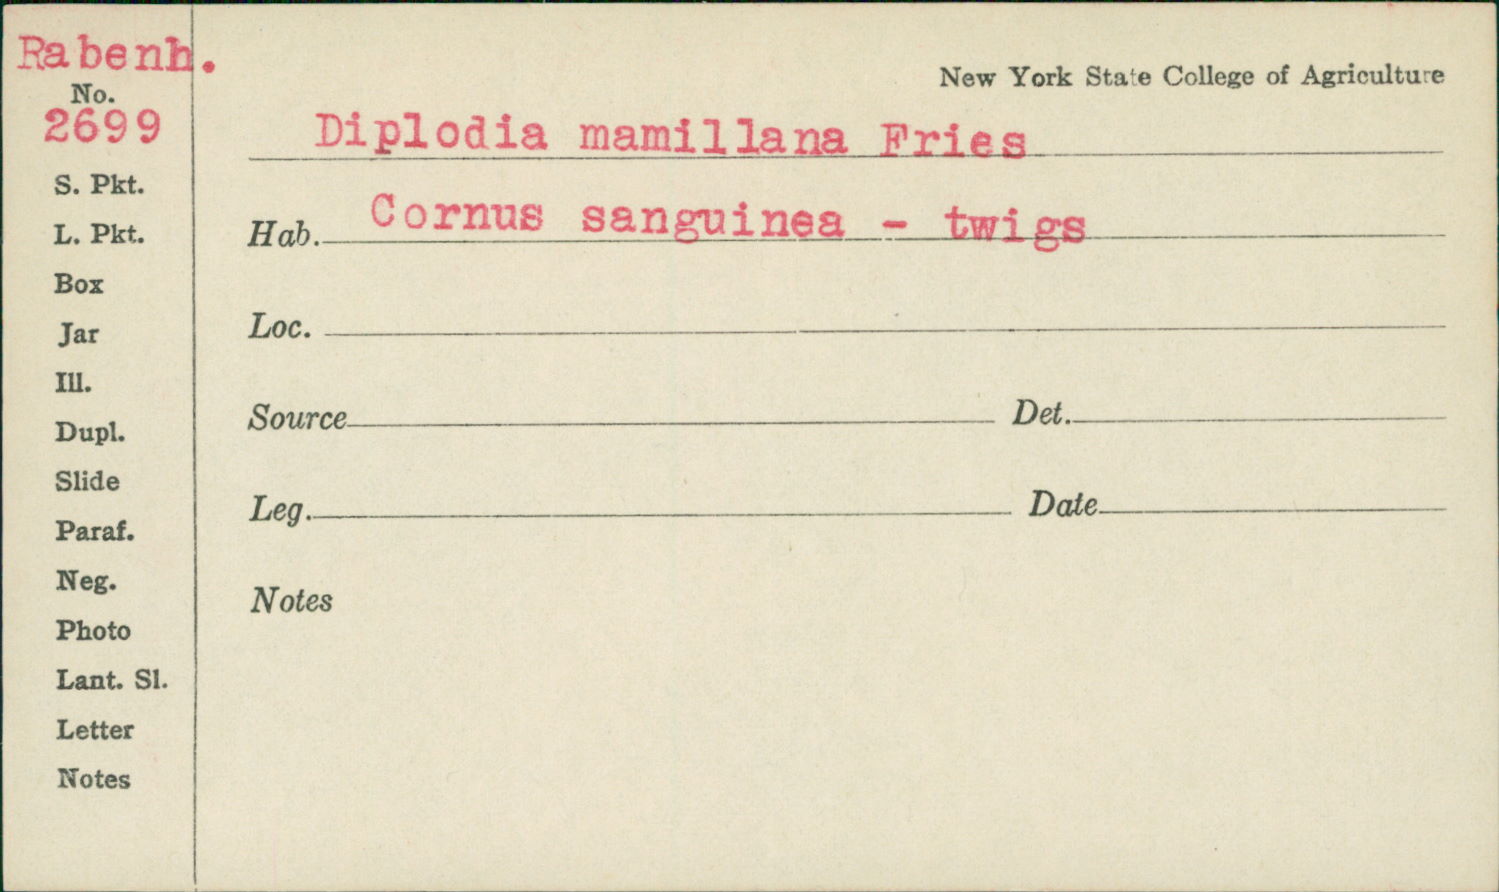 Rabenh.
No.
2699
S. Pkt.
L. Pkt.
Box
Jar
Ill.
Dupl.
Slide
Paraf.
Neg.
Photo
Lant. Sl.
Letter
Notes
New York State College of Agriculture
Diplodia mamillana Fries
Hab. Cornus sanguinea - twigs
Loc.
Source Det.
Leg. Date
Notes